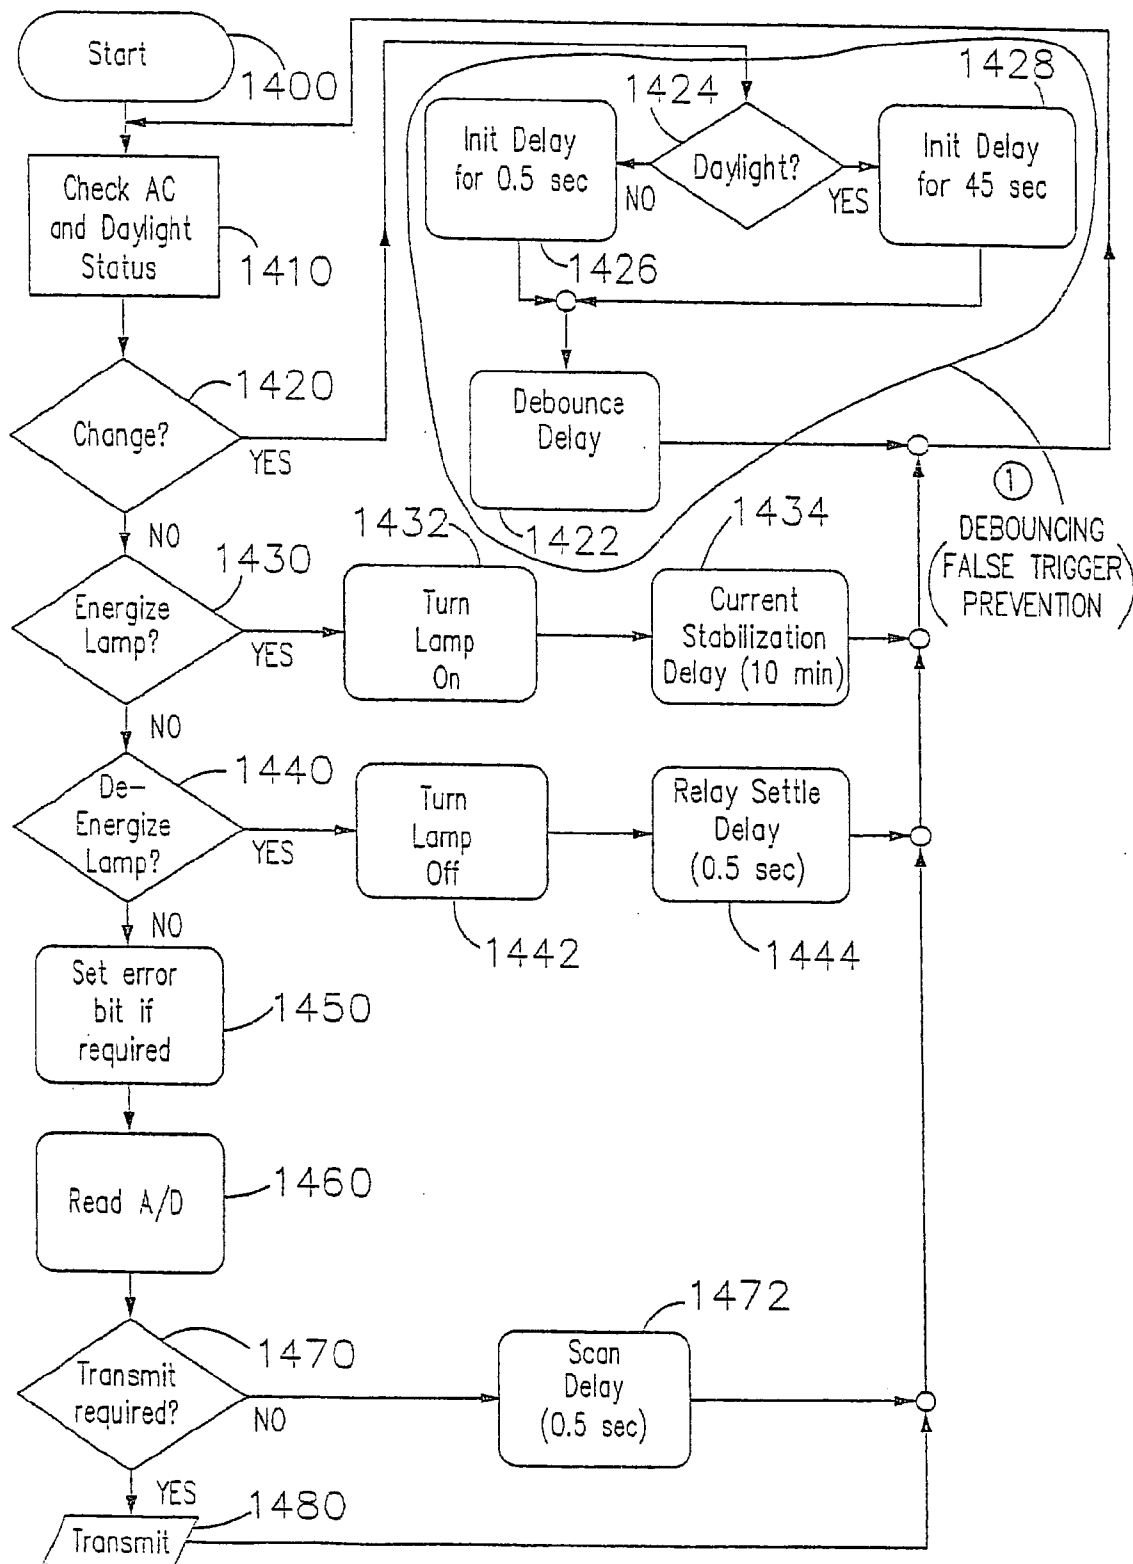 Start
1400
Check AC
and Daylight
Status
1410
Change?
1420
YES
NO
1424
Daylight?
NO
YES
Init Delay
for 0.5 sec
1426
1428
Init Delay
for 45 sec
Debounce
Delay
1422
1
DEBOUNCING
(FALSE TRIGGER)
PREVENTION
Energize
Lamp?
1430
YES
NO
1432
Turn
Lamp
On
1434
Current
Stabilization
Delay (10 min)
De-
Energize
Lamp?
1440
YES
NO
Turn
Lamp
Off
1442
Relay Settle
Delay
(0.5 sec)
1444
Set error
bit if
required
1450
Read A/D
1460
Transmit
required?
1470
NO
YES
1472
Scan
Delay
(0.5 sec)
Transmit
1480